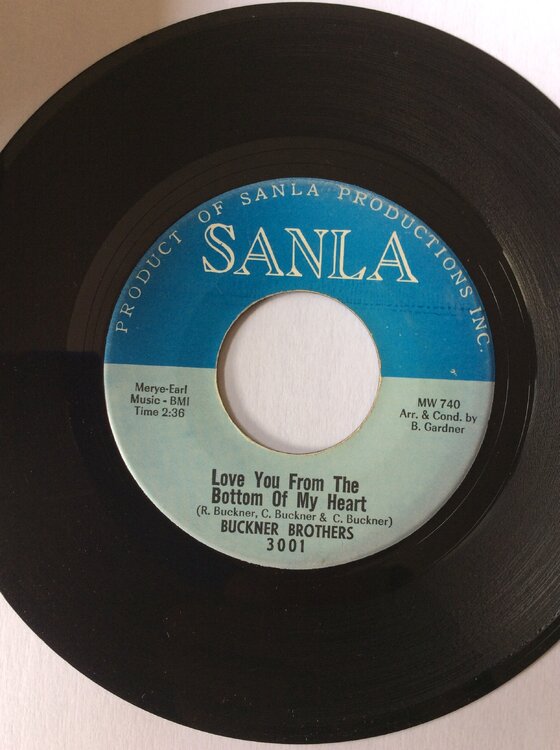 PRODUCT OF SANLA PRODUCTIONS INC.
SANLA
Merye-Earl
Music - BMI
Time 2:36
MW 740
Arr. & Cond. by
B. Gardner
Love You From The
Bottom Of My Heart
(R. Buckner, C. Buckner & C. Buckner)
BUCKNER BROTHERS
3001